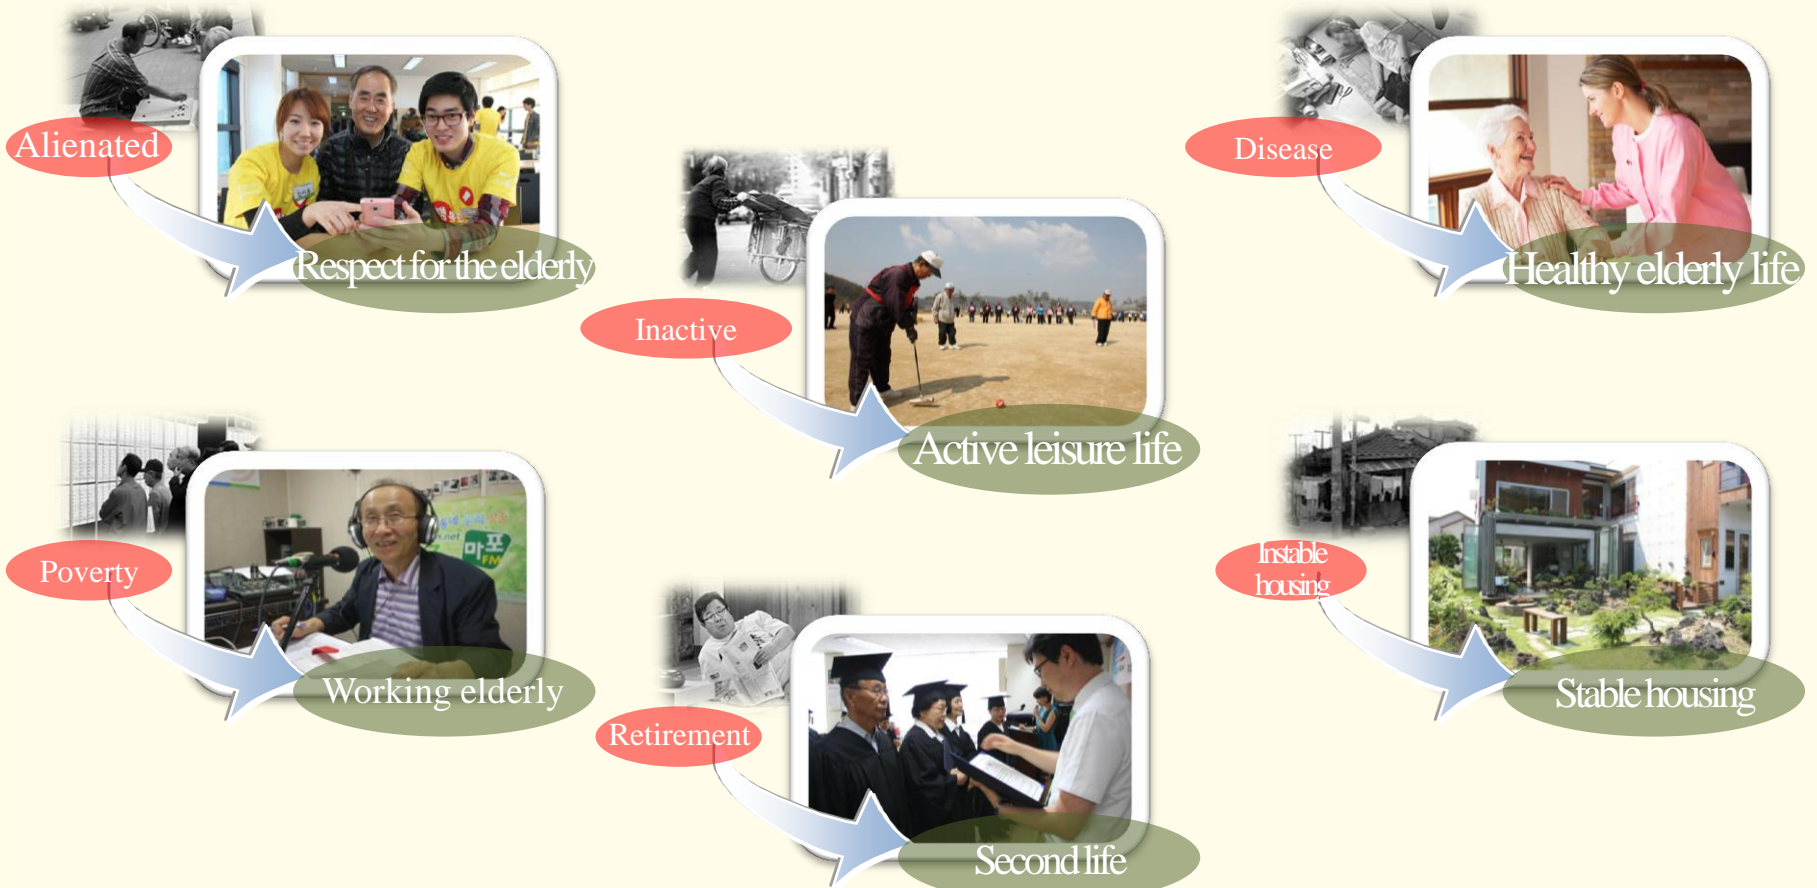 Alienated
Respect for the elderly
Inactive
Active leisure life
Disease
Healthy elderly life
Poverty
마포
FM
Working elderly
Retirement
Second life
Instable
housing
Stable housing